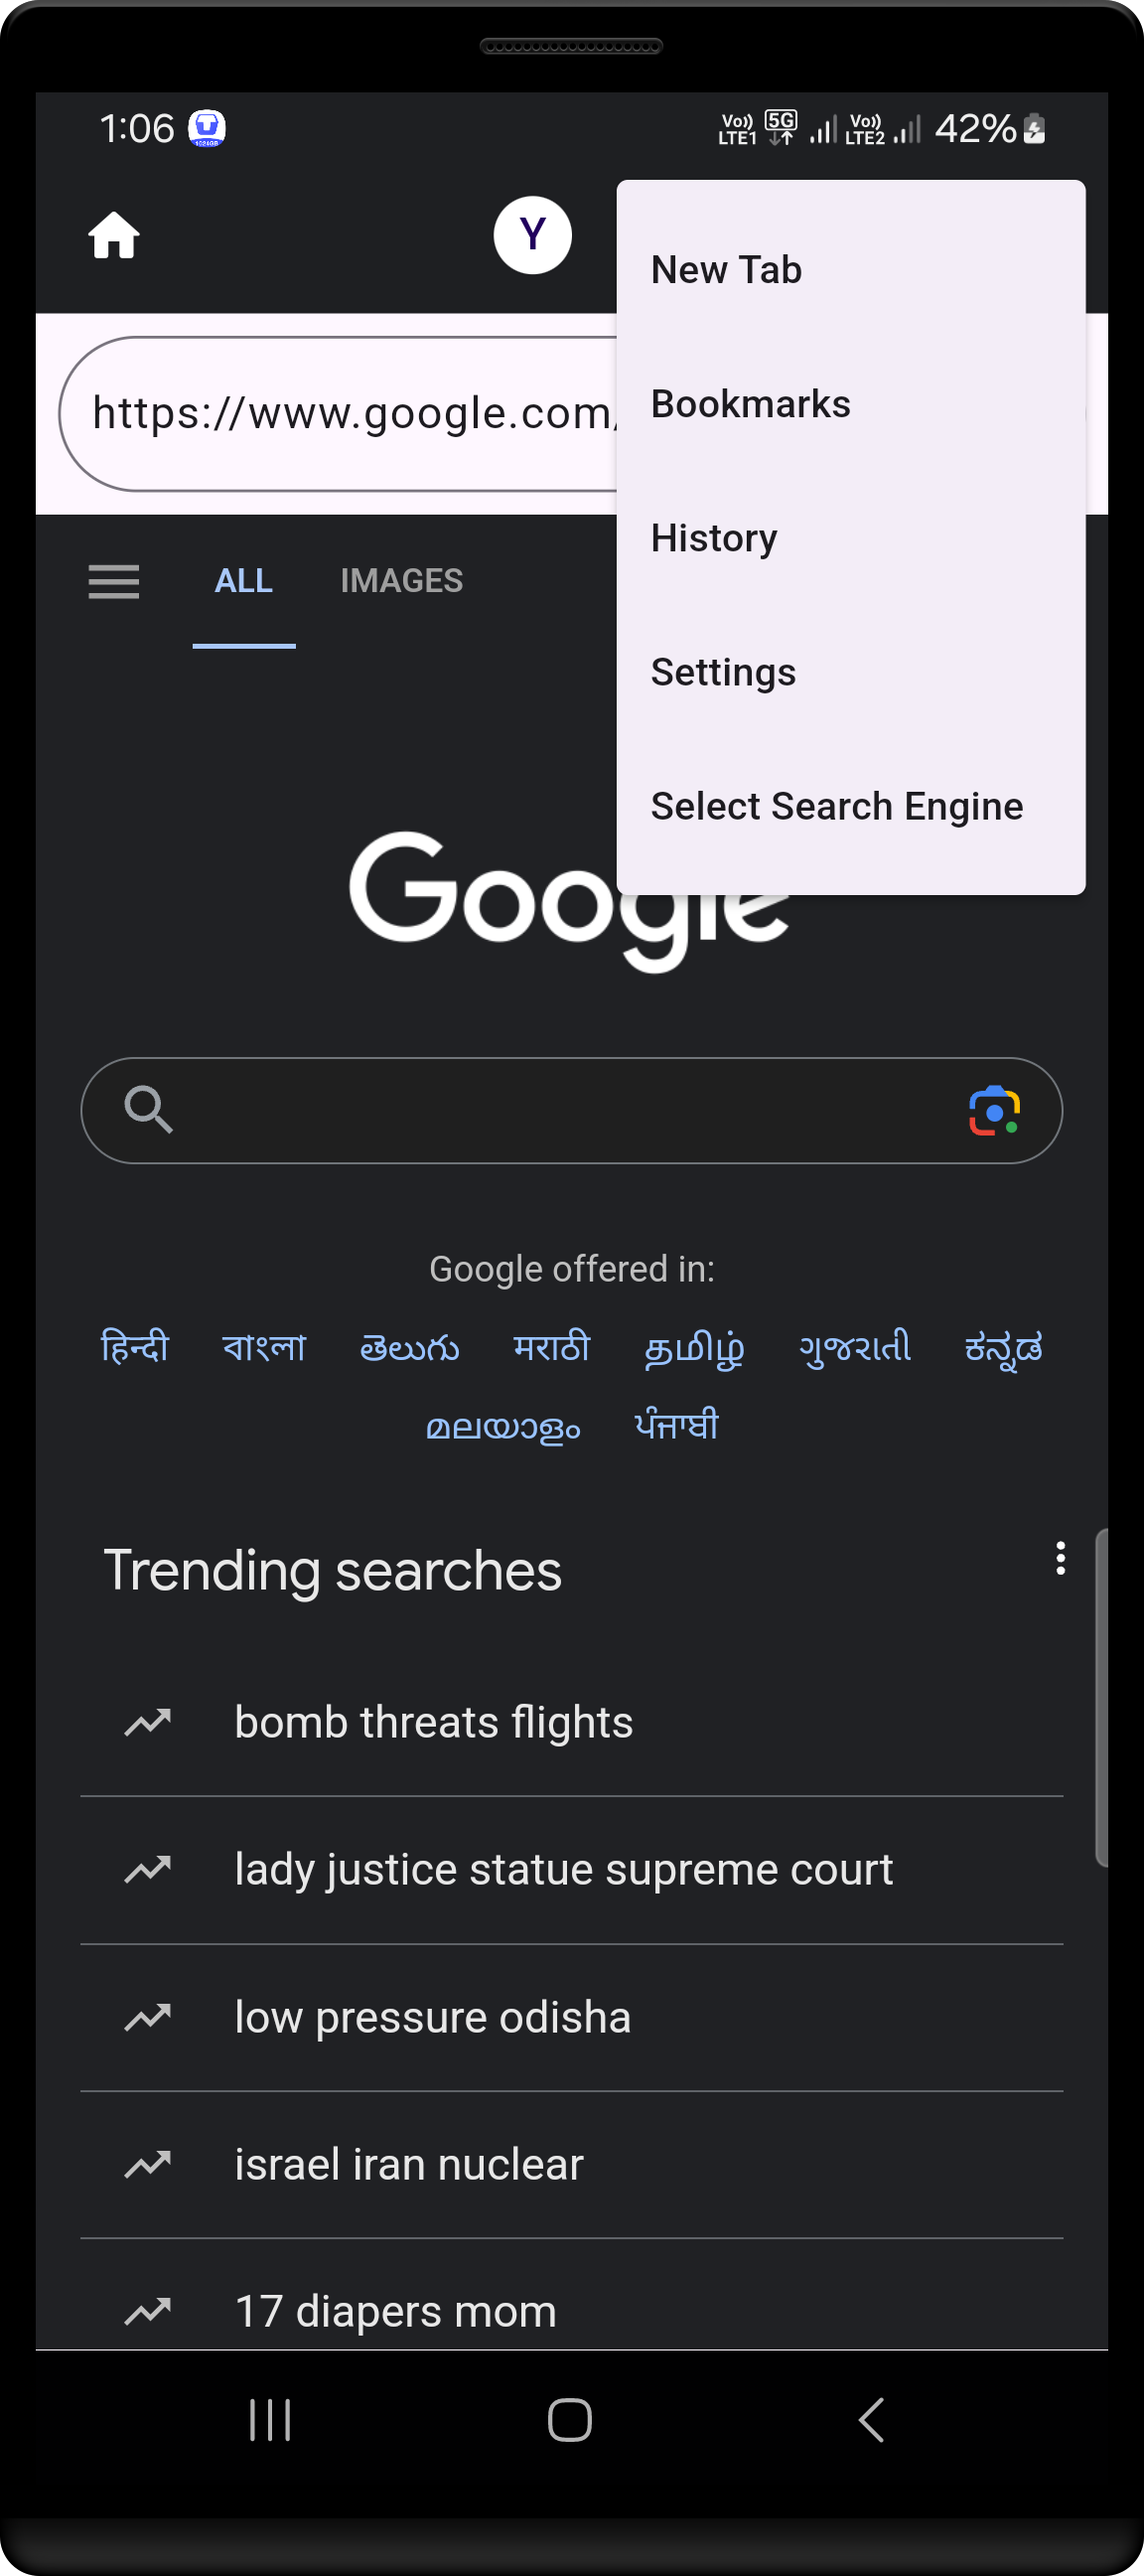 1:06
Vo)) LTE1 5G Vo)) LTE2 42%
Y
New Tab
Bookmarks
History
Settings
Select Search Engine
https://www.google.com/
ALL IMAGES
Google
Google offered in:
हिन्दी বাংলা తెలుగు मराठी தமிழ் ગુજરાતી ಕನ್ನಡ
മലയാളം ਪੰਜਾਬੀ
Trending searches
bomb threats flights
lady justice statue supreme court
low pressure odisha
israel iran nuclear
17 diapers mom